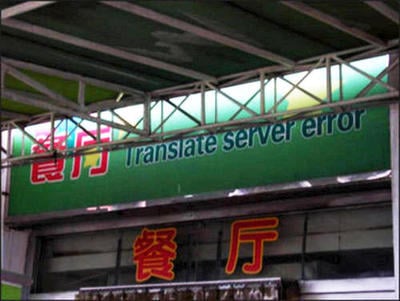 餐厅 Translate server error
餐厅